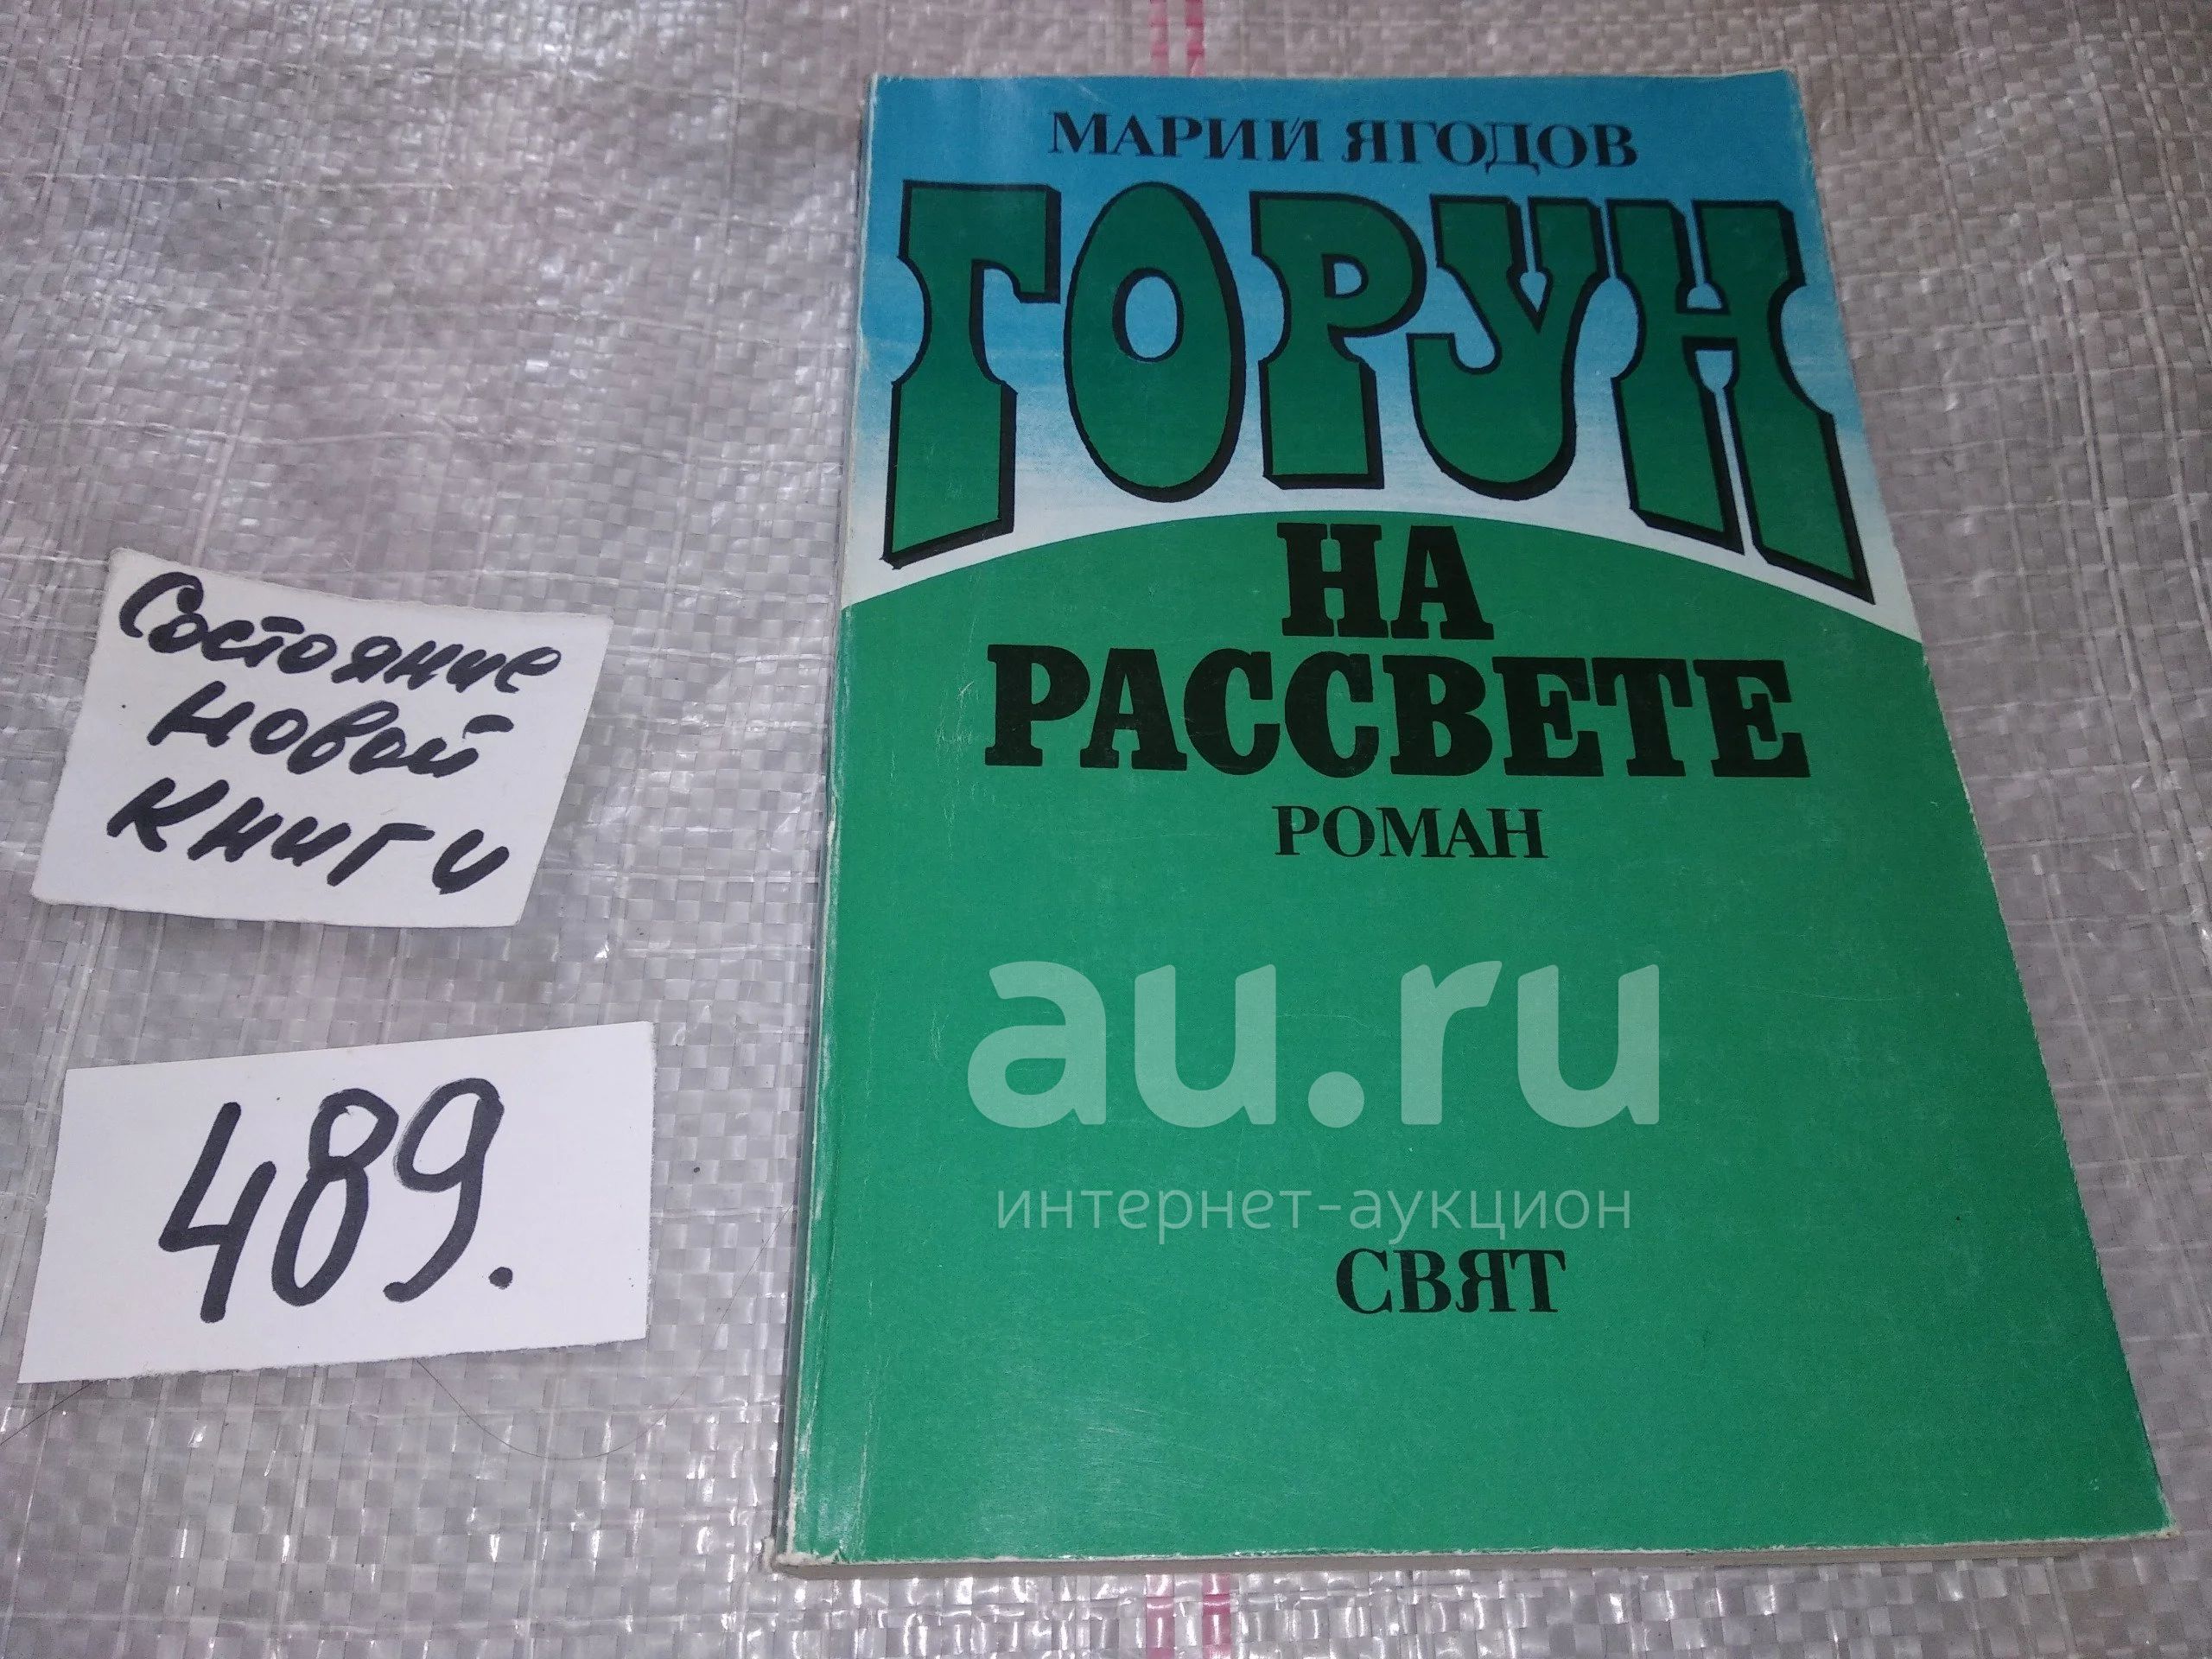 МАРИЙ ЯГОДОВ
ГОРУН
НА
РАССВЕТЕ
РОМАН
au.ru
интернет-аукцион
СВЯТ
Состояние
новой
книги
489.